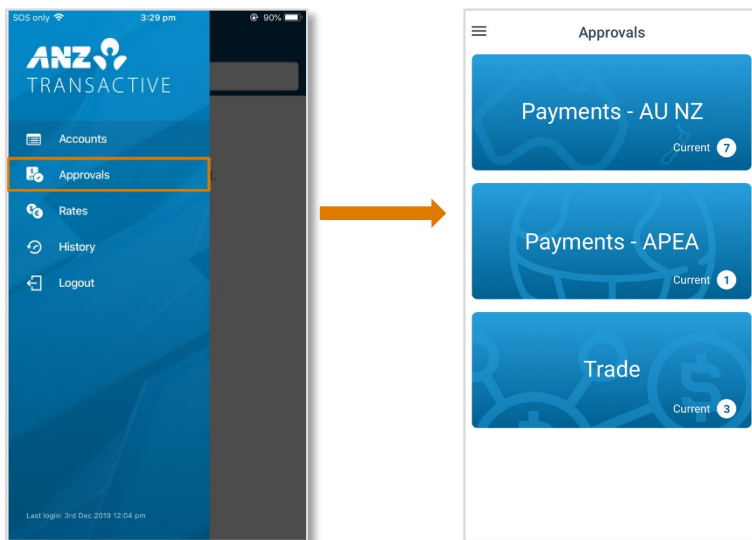 SOS only 3:29 pm 90%
ANZ
TRANSACTIVE
Accounts
Approvals
Rates
History
Logout
Last login: 3rd Dec 2019 12:04 pm
Approvals
Payments - AU NZ
Current 7
Payments - APEA
Current 1
Trade
Current 3